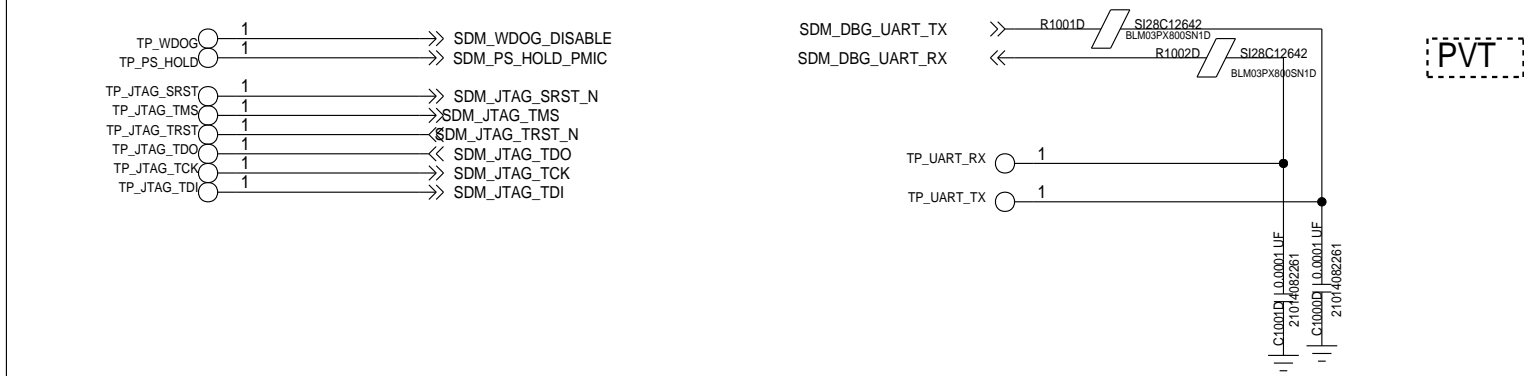 TP_WDOG 1 SDM_WDOG_DISABLE
TP_PS_HOLD 1 SDM_PS_HOLD_PMIC
TP_JTAG_SRST 1 SDM_JTAG_SRST_N
TP_JTAG_TMS 1 SDM_JTAG_TMS
TP_JTAG_TRST 1 SDM_JTAG_TRST_N
TP_JTAG_TDO 1 SDM_JTAG_TDO
TP_JTAG_TCK 1 SDM_JTAG_TCK
TP_JTAG_TDI 1 SDM_JTAG_TDI
SDM_DBG_UART_TX R1001D SI28C12642
BLM03PX800SN1D
SDM_DBG_UART_RX R1002D SI28C12642
BLM03PX800SN1D
TP_UART_RX 1
TP_UART_TX 1
C1001D 0.0001 UF
21014082261
C1000D 0.0001 UF
21014082261
PVT